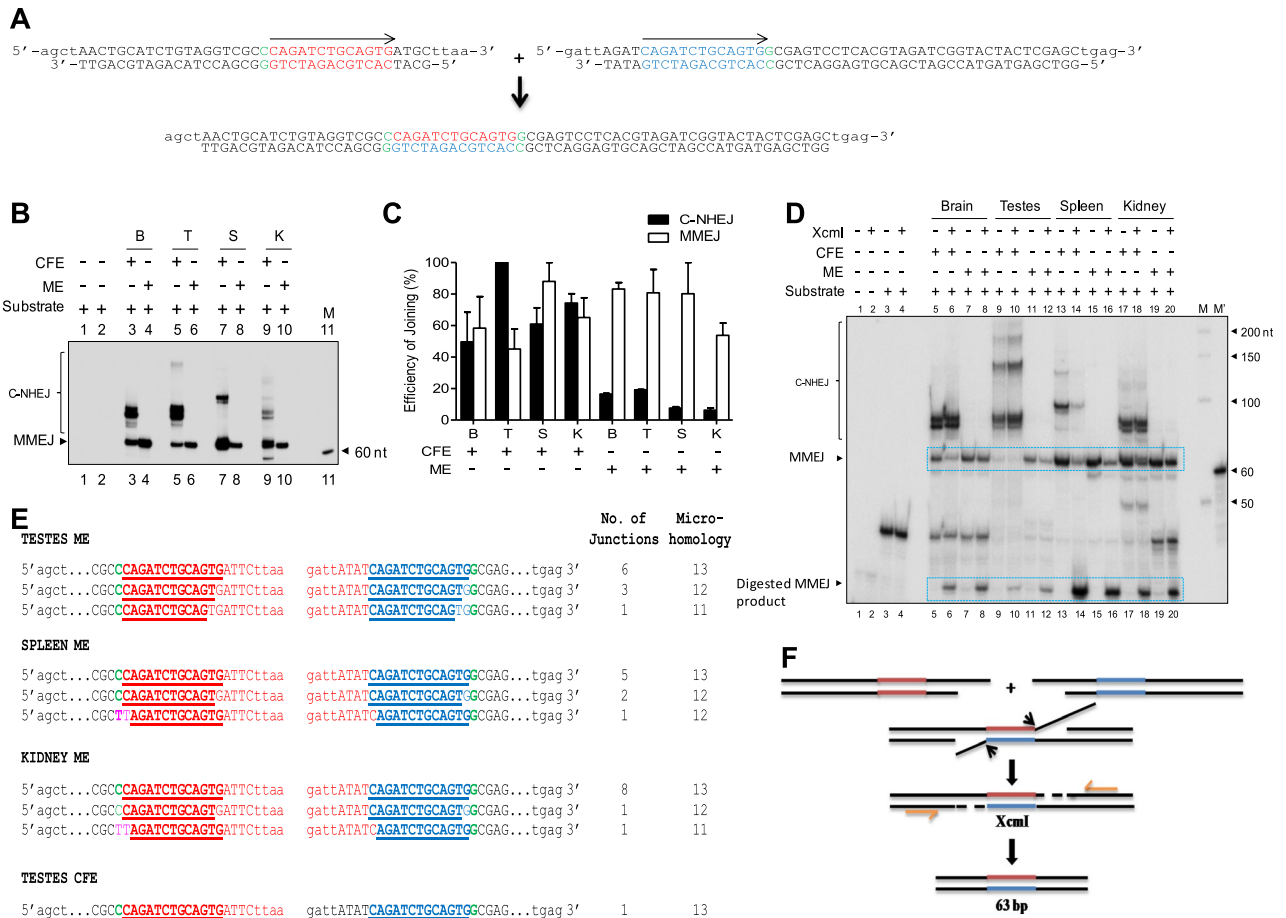 A
5'-agctAACTGCATCTGTAGGTCGCCCAGATCTGCAGTGATGCttaa-3'
3'-TTGACGTAGACATCCAGCGGGTCTAGACGTCACTACG-5'
+
5'-gattAGATCAGATCTGCAGTGGCGAGTCCTCACGTAGATCGGTACTACTCGAGCtgag-3'
3'-TATAGTCTAGACGTCACCGCTCAGGAGTGCAGCTAGCCATGATGAGCTGG-5'
agctAACTGCATCTGTAGGTCGCCCAGATCTGCAGTGGCGAGTCCTCACGTAGATCGGTACTACTCGAGCtgag-3'
TTGACGTAGACATCCAGCGGGTCTAGACGTCACCGCTCAGGAGTGCAGCTAGCCATGATGAGCTGG
B
B T S K
CFE - - + - + - + - + -
ME - - - + - + - + - +
Substrate + + + + + + + + + + M
1 2 3 4 5 6 7 8 9 10 11
C-NHEJ
MMEJ
60 nt
1 2 3 4 5 6 7 8 9 10 11
C
C-NHEJ
MMEJ
Efficiency of Joining (%)
100
80
60
40
20
0
B T S K B T S K
CFE + + + +
ME + + + +
D
Brain Testes Spleen Kidney
XcmI - + - + - + - + - + - + - + - + - + - +
CFE - - - - + + - - + + - - + + - - + + - -
ME - - - - - - + + - - + + - - + + - - + +
Substrate - - + + + + + + + + + + + + + + + + + +
1 2 3 4 5 6 7 8 9 10 11 12 13 14 15 16 17 18 19 20 M M'
C-NHEJ
MMEJ
Digested MMEJ product
200 nt
150
100
60
50
1 2 3 4 5 6 7 8 9 10 11 12 13 14 15 16 17 18 19 20
E
No. of Junctions
Micro-homology
TESTES ME
5'agct...CGCCCAGATCTGCAGTGATTCttaa gattATATCAGATCTGCAGTGGCGAG...tgag 3' 6 13
5'agct...CGCCCAGATCTGCAGTGATTCttaa gattATATCAGATCTGCAGTGGCGAG...tgag 3' 3 12
5'agct...CGCCCAGATCTGCAGTGATTCttaa gattATATCAGATCTGCAGTGGCGAG...tgag 3' 1 11
SPLEEN ME
5'agct...CGCCCAGATCTGCAGTGATTCttaa gattATATCAGATCTGCAGTGGCGAG...tgag 3' 5 13
5'agct...CGCCCAGATCTGCAGTGATTCttaa gattATATCAGATCTGCAGTGGCGAG...tgag 3' 2 12
5'agct...CGCTTAGATCTGCAGTGATTCttaa gattATATCAGATCTGCAGTGGCGAG...tgag 3' 1 12
KIDNEY ME
5'agct...CGCCCAGATCTGCAGTGATTCttaa gattATATCAGATCTGCAGTGGCGAG...tgag 3' 8 13
5'agct...CGCCCAGATCTGCAGTGATTCttaa gattATATCAGATCTGCAGTGGCGAG...tgag 3' 1 12
5'agct...CGCTTAGATCTGCAGTGATTCttaa gattATATCAGATCTGCAGTGGCGAG...tgag 3' 1 11
TESTES CFE
5'agct...CGCCCAGATCTGCAGTGATTCttaa gattATATCAGATCTGCAGTGGCGAG...tgag 3' 1 13
F
+
XcmI
63 bp